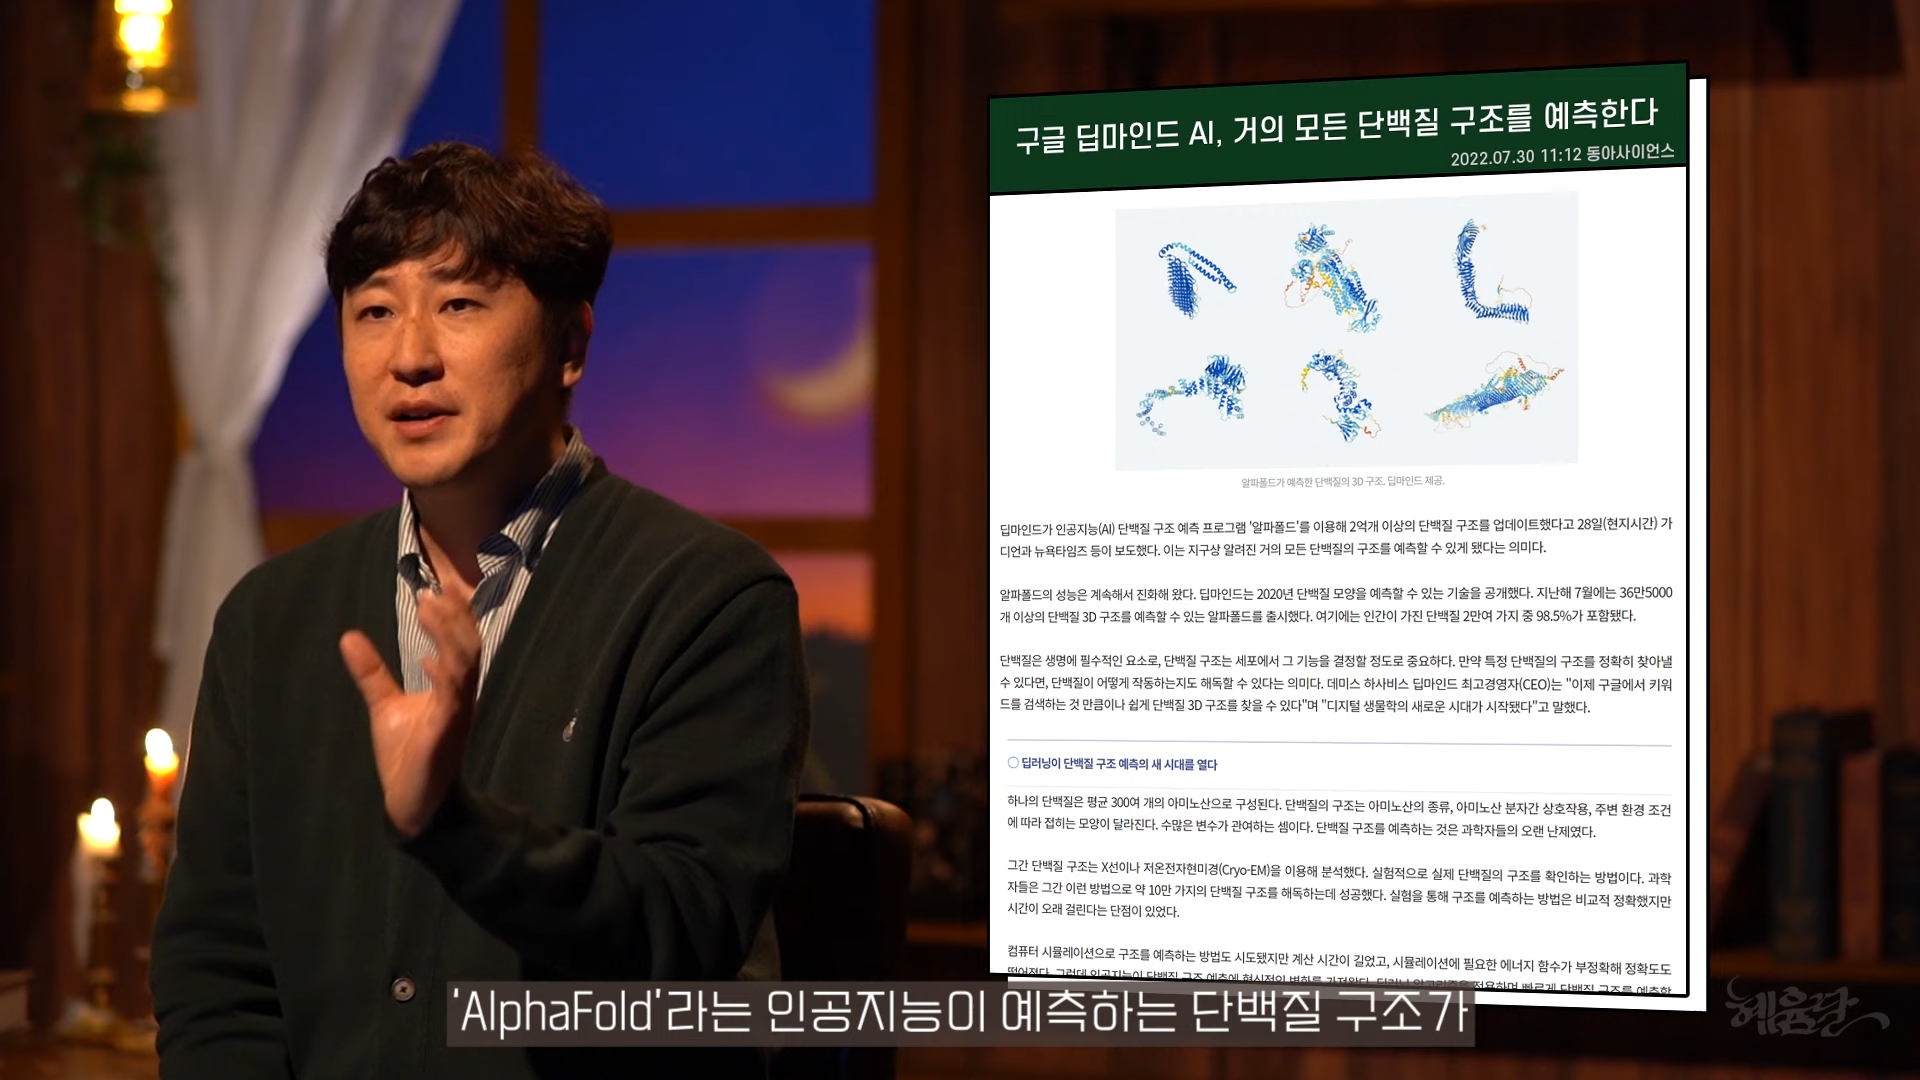 구글 딥마인드 AI, 거의 모든 단백질 구조를 예측한다
2022.07.30 11:12 동아사이언스
알파폴드가 예측한 단백질의 3D 구조. 딥마인드 제공.
딥마인드가 인공지능(AI) 단백질 구조 예측 프로그램 '알파폴드'를 이용해 2억개 이상의 단백질 구조를 업데이트했다고 28일(현지시간) 가
디언과 뉴욕타임즈 등이 보도했다. 이는 지구상 알려진 거의 모든 단백질의 구조를 예측할 수 있게 됐다는 의미다.
알파폴드의 성능은 계속해서 진화해 왔다. 딥마인드는 2020년 단백질 모양을 예측할 수 있는 기술을 공개했다. 지난해 7월에는 36만5000
개 이상의 단백질 3D 구조를 예측할 수 있는 알파폴드를 출시했다. 여기에는 인간이 가진 단백질 2만여 가지 중 98.5%가 포함됐다.
단백질은 생명에 필수적인 요소로, 단백질 구조는 세포에서 그 기능을 결정할 정도로 중요하다. 만약 특정 단백질의 구조를 정확히 찾아낼
수 있다면, 단백질이 어떻게 작동하는지도 해독할 수 있다는 의미다. 데미스 하사비스 딥마인드 최고경영자(CEO)는 "이제 구글에서 키워
드를 검색하는 것 만큼이나 쉽게 단백질 3D 구조를 찾을 수 있다"며 "디지털 생물학의 새로운 시대가 시작됐다"고 말했다.
○ 딥러닝이 단백질 구조 예측의 새 시대를 열다
하나의 단백질은 평균 300여 개의 아미노산으로 구성된다. 단백질의 구조는 아미노산의 종류, 아미노산 분자간 상호작용, 주변 환경 조건
에 따라 접히는 모양이 달라진다. 수많은 변수가 관여하는 셈이다. 단백질 구조를 예측하는 것은 과학자들의 오랜 난제였다.
그간 단백질 구조는 X선이나 저온전자현미경(Cryo-EM)을 이용해 분석했다. 실험적으로 실제 단백질의 구조를 확인하는 방법이다. 과학
자들은 그간 이런 방법으로 약 10만 가지의 단백질 구조를 해독하는데 성공했다. 실험을 통해 구조를 예측하는 방법은 비교적 정확했지만
시간이 오래 걸린다는 단점이 있었다.
컴퓨터 시뮬레이션으로 구조를 예측하는 방법도 시도됐지만 계산 시간이 길었고, 시뮬레이션에 필요한 에너지 함수가 부정확해 정확도도
떨어졌다. 그런데 인공지능이 단백질 구조 예측에 혁신적인 변화를 가져왔다.
'AlphaFold'라는 인공지능이 예측하는 단백질 구조가
혜윰달